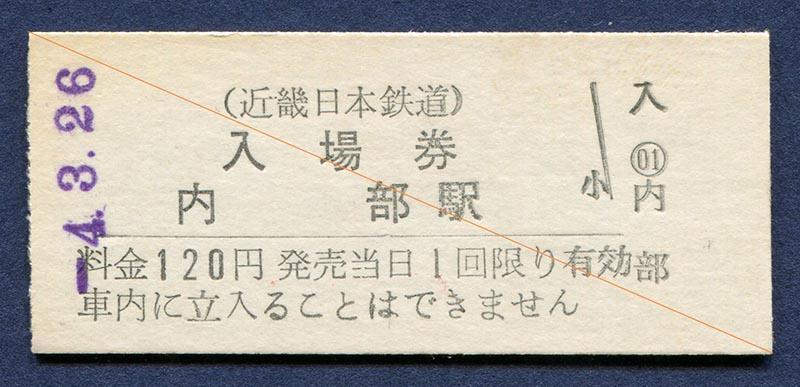 -4.3.26
(近畿日本鉄道)
入場券
内部駅
料金120円 発売当日1回限り有効
車内に立入ることはできません
小
入
01
内
部